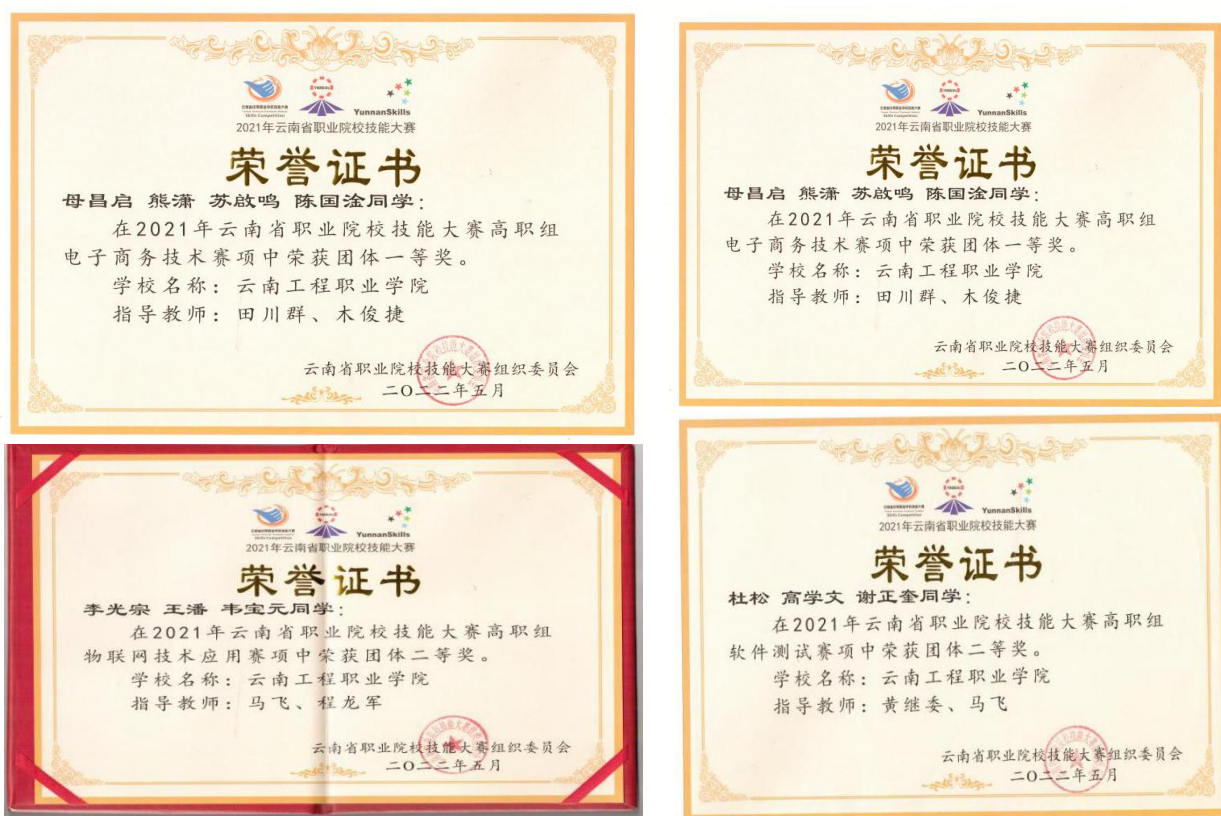 YunnanSkills
2021年云南省职业院校技能大赛
荣誉证书
母昌启 熊潇 苏啟鸣 陈国淦同学：
在2021年云南省职业院校技能大赛高职组
电子商务技术赛项中荣获团体一等奖。
学校名称：云南工程职业学院
指导教师：田川群、木俊捷
云南省职业院校技能大赛组织委员会
二〇二二年五月
YunnanSkills
2021年云南省职业院校技能大赛
荣誉证书
母昌启 熊潇 苏啟鸣 陈国淦同学：
在2021年云南省职业院校技能大赛高职组
电子商务技术赛项中荣获团体一等奖。
学校名称：云南工程职业学院
指导教师：田川群、木俊捷
云南省职业院校技能大赛组织委员会
二〇二二年五月
YunnanSkills
2021年云南省职业院校技能大赛
荣誉证书
李光宗 王潘 韦宝元同学：
在2021年云南省职业院校技能大赛高职组
物联网技术应用赛项中荣获团体二等奖。
学校名称：云南工程职业学院
指导教师：马飞、程龙军
云南省职业院校技能大赛组织委员会
二〇二二年五月
Skills Competition
YunnanSkills
2021年云南省职业院校技能大赛
荣誉证书
杜松 高学文 谢正奎同学：
在2021年云南省职业院校技能大赛高职组
软件测试赛项中荣获团体二等奖。
学校名称：云南工程职业学院
指导教师：黄继委、马飞
云南省职业院校技能大赛组织委员会
二〇二二年五月